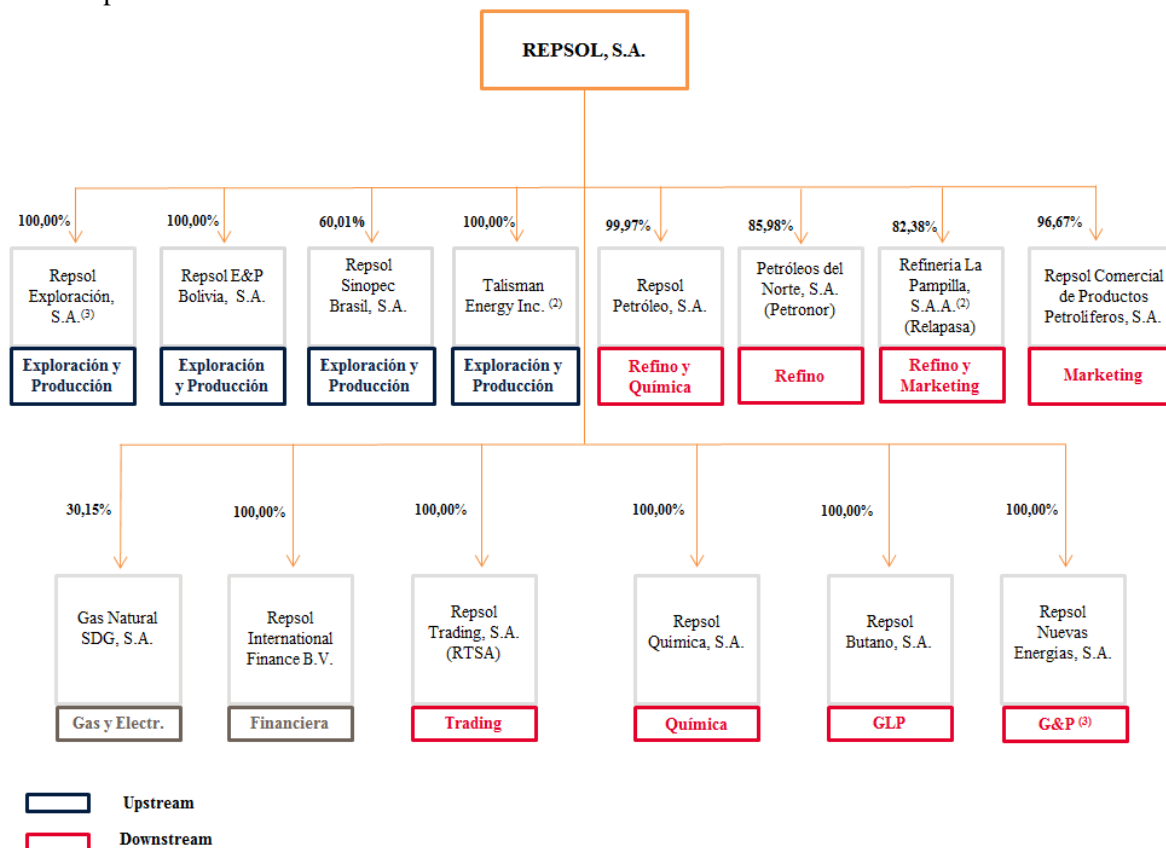 REPSOL, S.A.
100,00%
100,00%
60,01%
100,00%
99,97%
85,98%
82,38%
96,67%
Repsol
Exploración,
S.A.(3)
Exploración y
Producción
Repsol E&P
Bolivia, S.A.
Exploración
y Producción
Repsol
Sinopec
Brasil, S.A.
Exploración y
Producción
Talisman
Energy Inc. (2)
Exploración y
Producción
Repsol
Petróleo, S.A.
Refino y
Química
Petróleos del
Norte, S.A.
(Petronor)
Refino
Refinería La
Pampilla,
S.A.A.(2)
(Relapasa)
Refino y
Marketing
Repsol Comercial
de Productos
Petrolíferos, S.A.
Marketing
30,15%
100,00%
100,00%
100,00%
100,00%
100,00%
Gas Natural
SDG, S.A.
Gas y Electr.
Repsol
International
Finance B.V.
Financiera
Repsol
Trading, S.A.
(RTSA)
Trading
Repsol
Química, S.A.
Química
Repsol
Butano, S.A.
GLP
Repsol
Nuevas
Energías, S.A.
G&P (3)
Upstream
Downstream